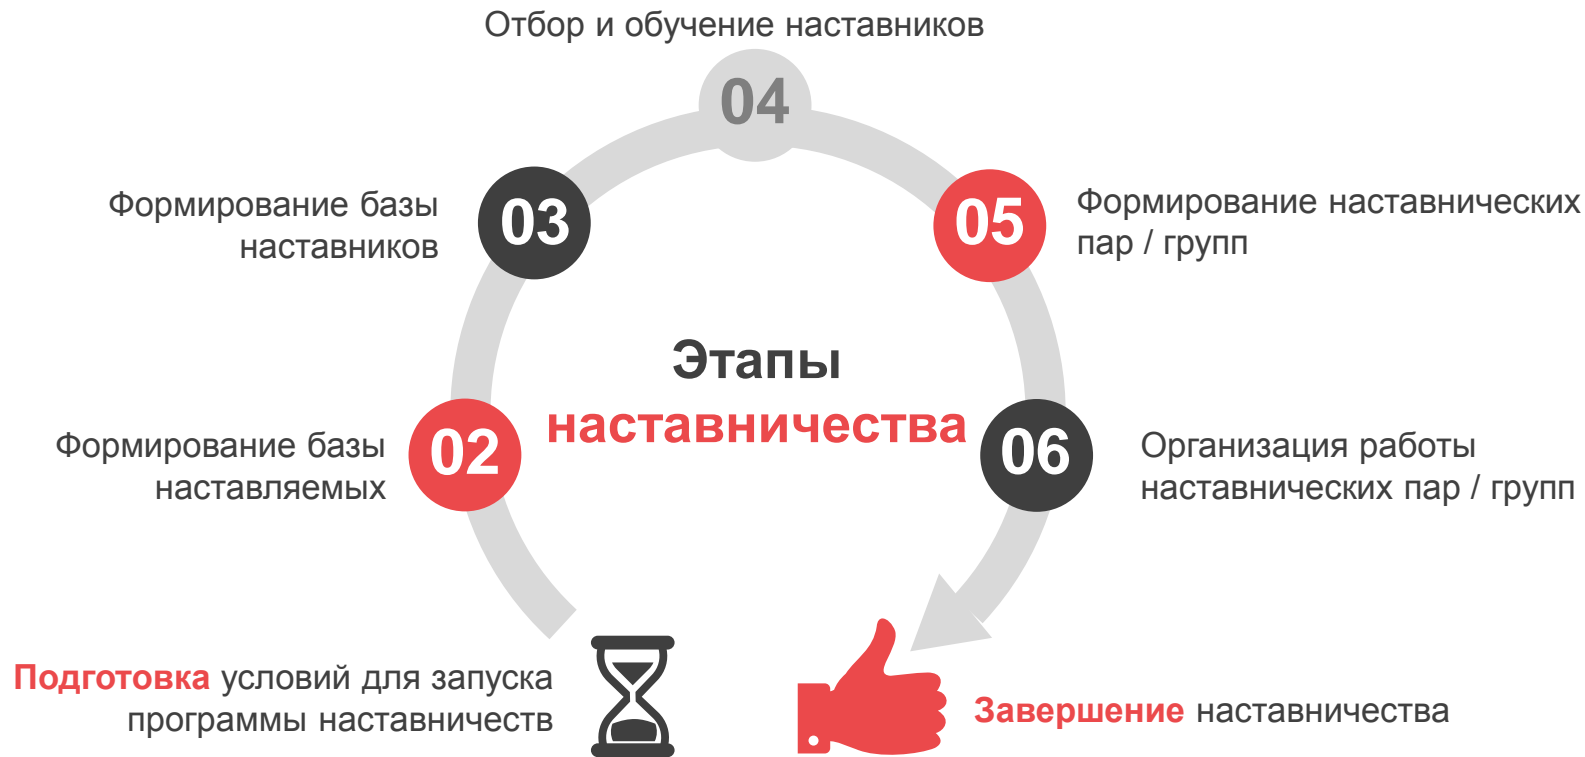 Отбор и обучение наставников
04
Формирование базы
наставников
03
05
Формирование наставнических
пар / групп
Этапы
наставничества
Формирование базы
наставляемых
02
06
Организация работы
наставнических пар / групп
Подготовка условий для запуска
программы наставничеств
Завершение наставничества